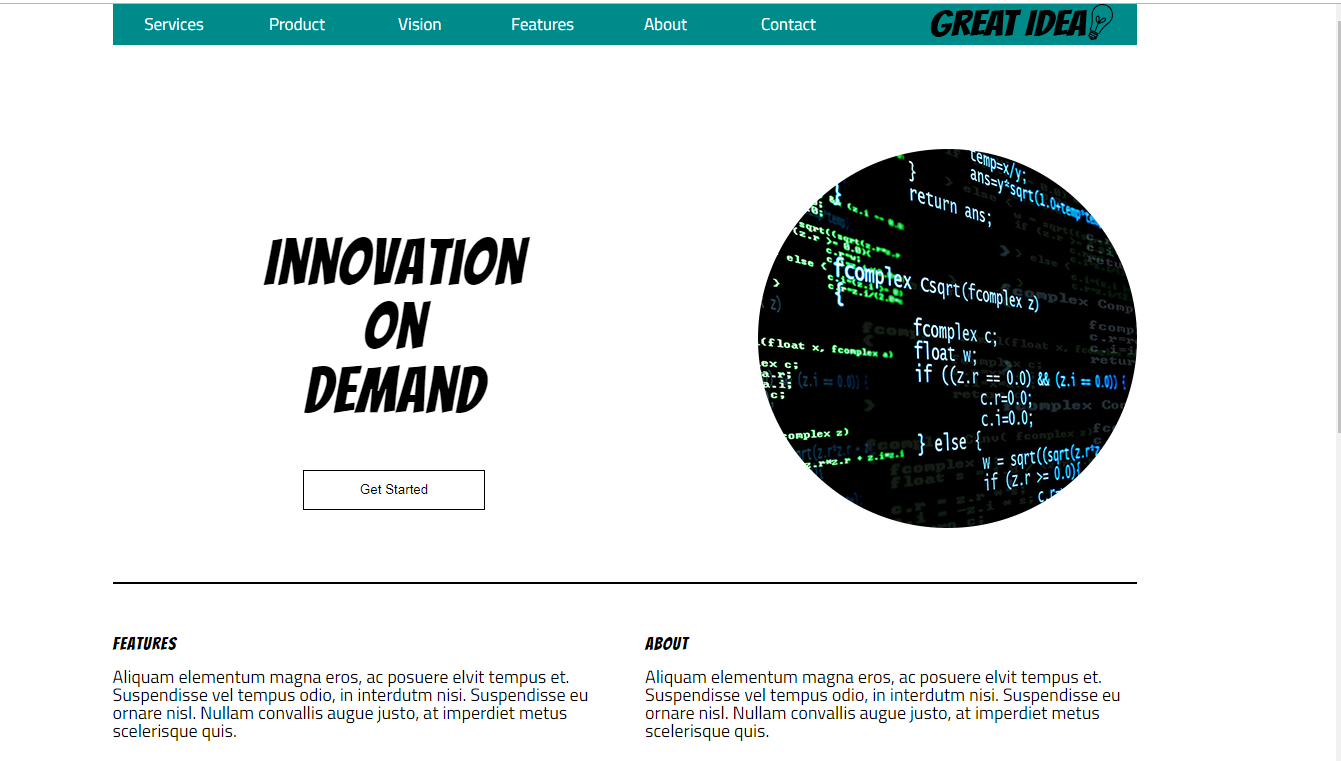 Services Product Vision Features About Contact GREAT IDEA
INNOVATION
ON
DEMAND
Get Started
temp=x/y;
ans=y*sqrt(1.0+temp*te
}
return ans;
fcomplex Csqrt(fcomplex z)
{
fcomplex c;
float w;
if ((z.r == 0.0) && (z.i == 0.0)) {
c.r=0.0;
c.i=0.0;
} else {
w = sqrt((sqrt(z.r*z
if (z.r >= 0.0){
FEATURES
Aliquam elementum magna eros, ac posuere elvit tempus et.
Suspendisse vel tempus odio, in interdutm nisi. Suspendisse eu
ornare nisl. Nullam convallis augue justo, at imperdiet metus
scelerisque quis.
ABOUT
Aliquam elementum magna eros, ac posuere elvit tempus et.
Suspendisse vel tempus odio, in interdutm nisi. Suspendisse eu
ornare nisl. Nullam convallis augue justo, at imperdiet metus
scelerisque quis.